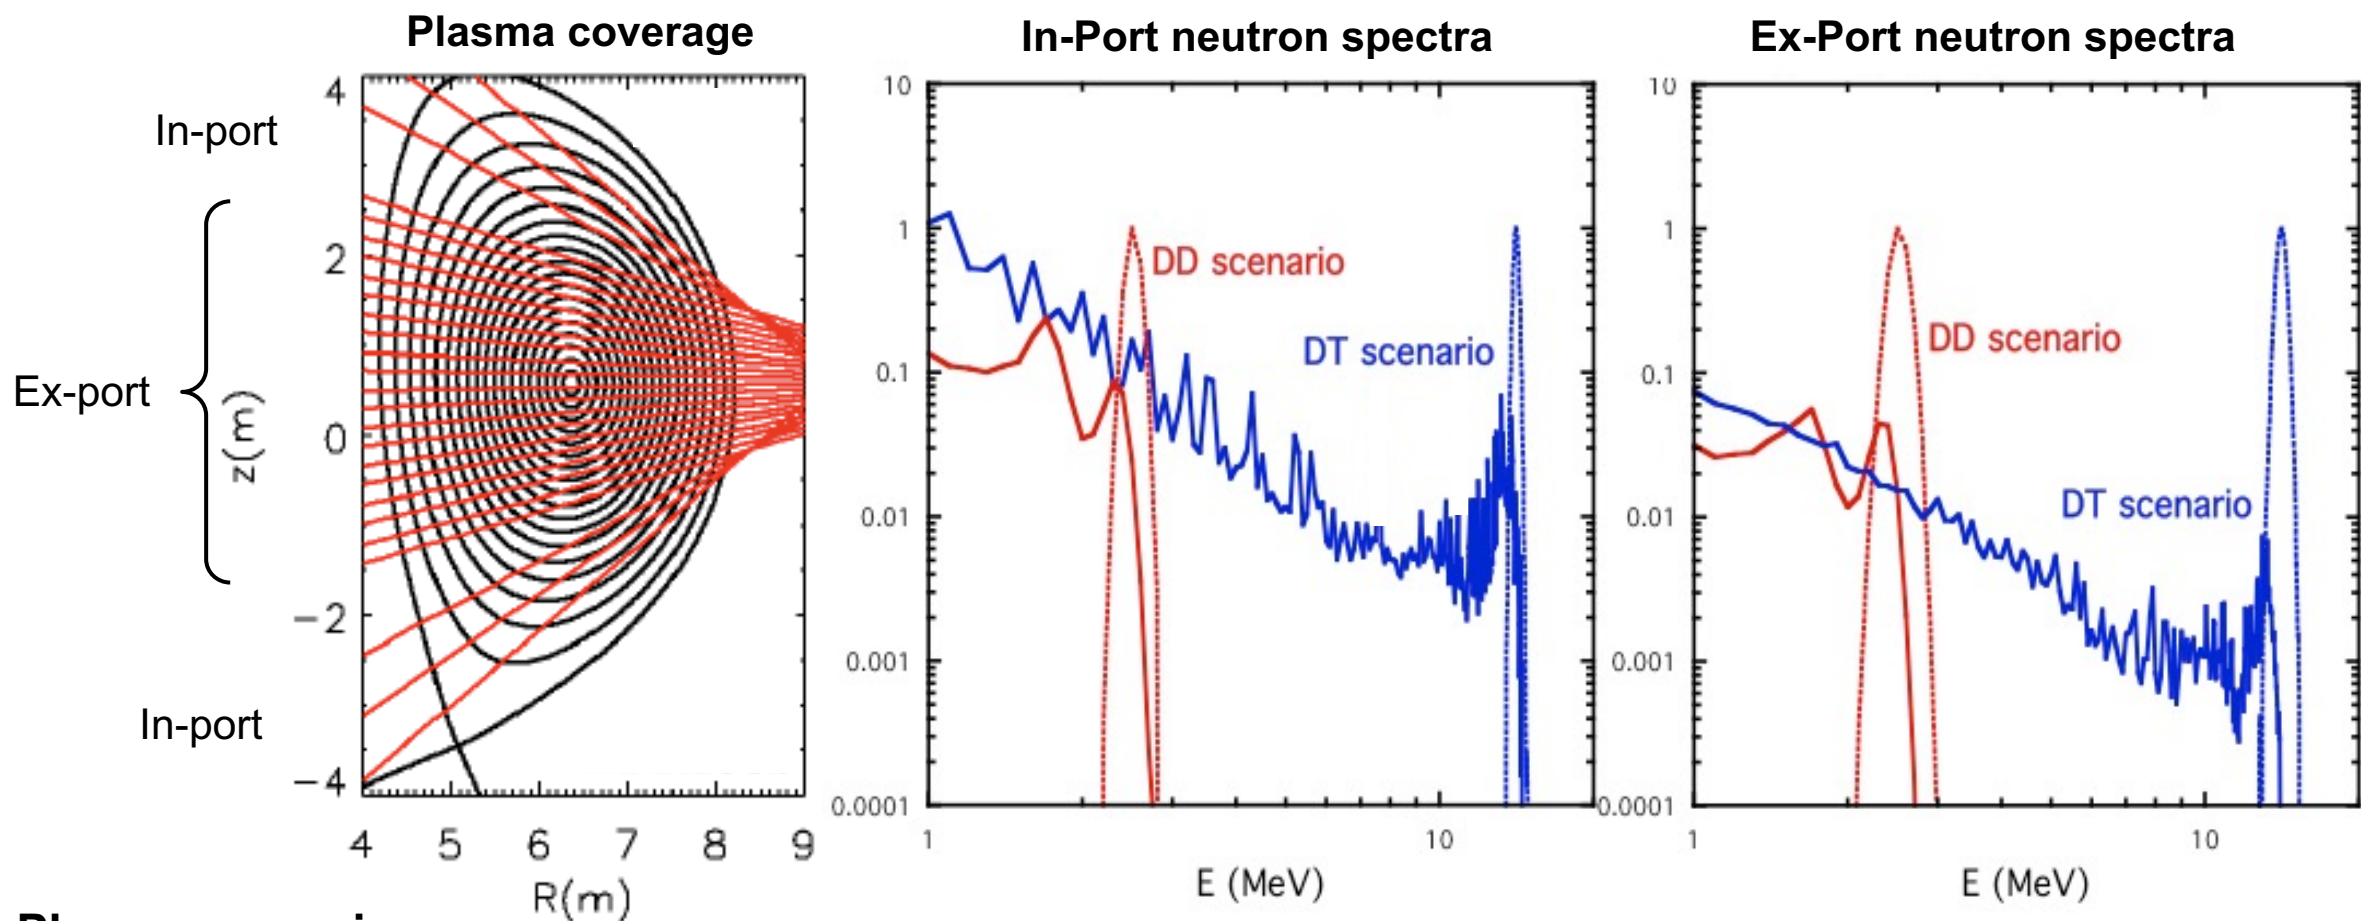 Plasma coverage
In-Port neutron spectra
Ex-Port neutron spectra
In-port
Ex-port
In-port
4
2
0
−2
−4
z(m)
4 5 6 7 8 9
R(m)
10
1
0.1
0.01
0.001
0.0001
DD scenario
DT scenario
1 10
E (MeV)
10
1
0.1
0.01
0.001
0.0001
DD scenario
DT scenario
1 10
E (MeV)